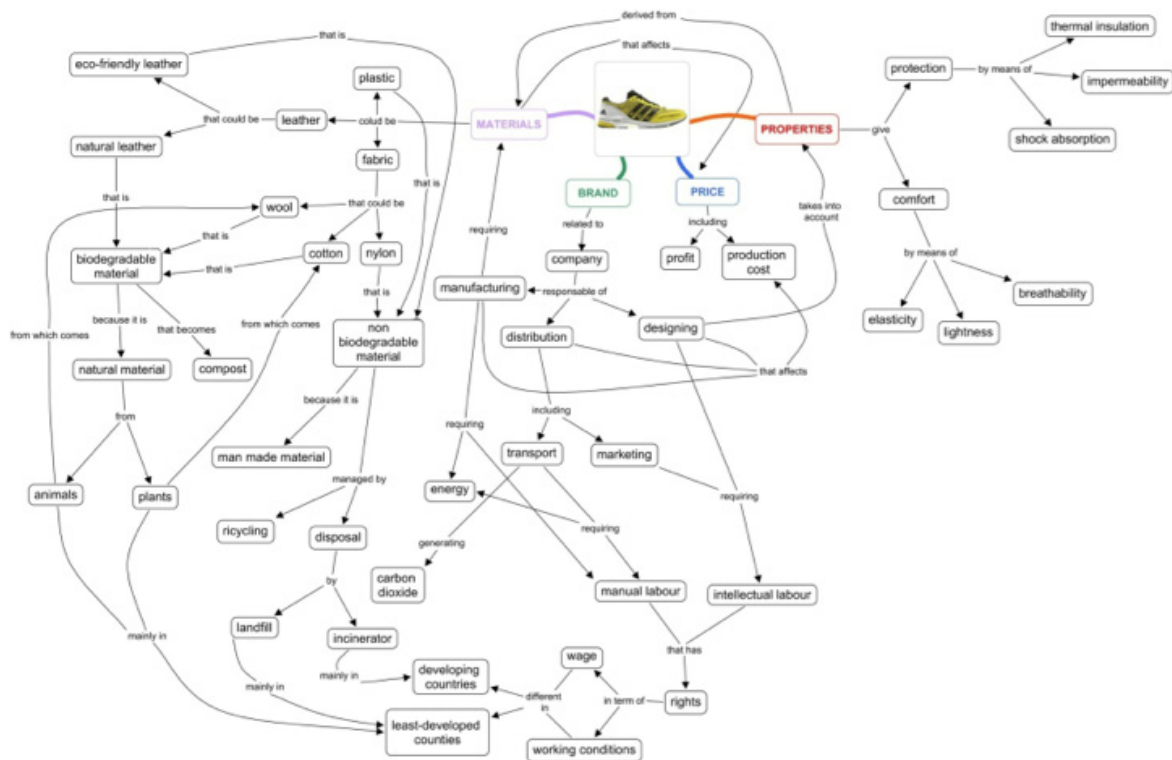 derived from
that is
that affects
thermal insulation
eco-friendly leather
plastic
protection
by means of
impermeability
that could be
leather
colud be
MATERIALS
PROPERTIES
give
shock absorption
natural leather
fabric
that is
BRAND
PRICE
comfort
that is
wool
that could be
takes into
account
requiring
related to
including
that is
biodegradable
material
that is
cotton
nylon
company
profit
production
cost
by means of
that is
manufacturing
responsable of
breathability
because it is
from which comes
that becomes
from which comes
non
biodegradable
material
distribution
designing
elasticity
lightness
natural material
compost
that affects
because it is
including
from
requiring
man made material
transport
marketing
managed by
animals
plants
energy
requiring
ricycling
disposal
requiring
generating
by
carbon
dioxide
manual labour
intellectual labour
landfill
incinerator
mainly in
that has
wage
mainly in
developing
countries
mainly in
different
in
in term of
rights
least-developed
counties
working conditions